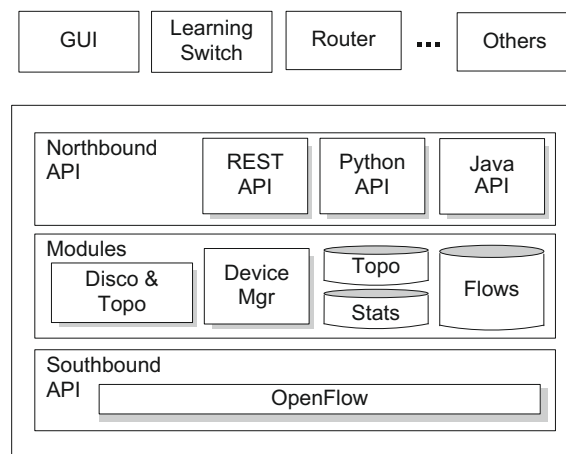 GUI
Learning
Switch
Router
...
Others
Northbound
API
REST
API
Python
API
Java
API
Modules
Disco &
Topo
Device
Mgr
Topo
Stats
Flows
Southbound
API
OpenFlow